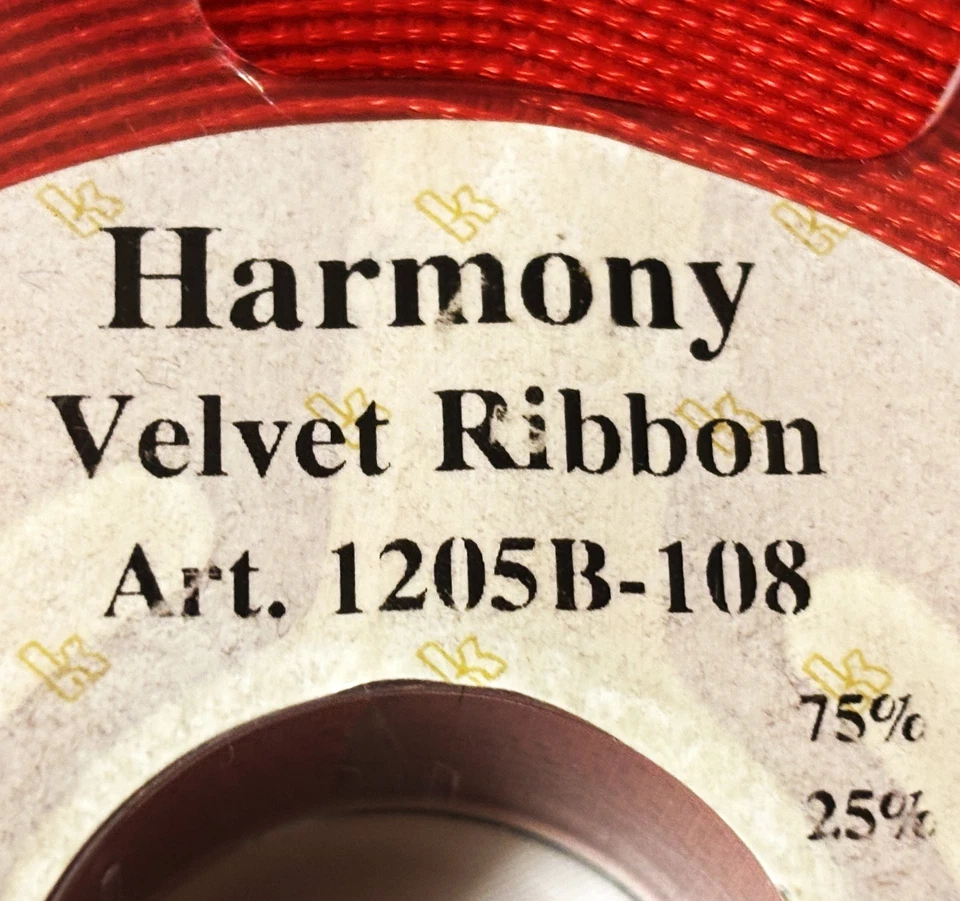 Harmony
Velvet Ribbon
Art. 1205B-108
75%
25%